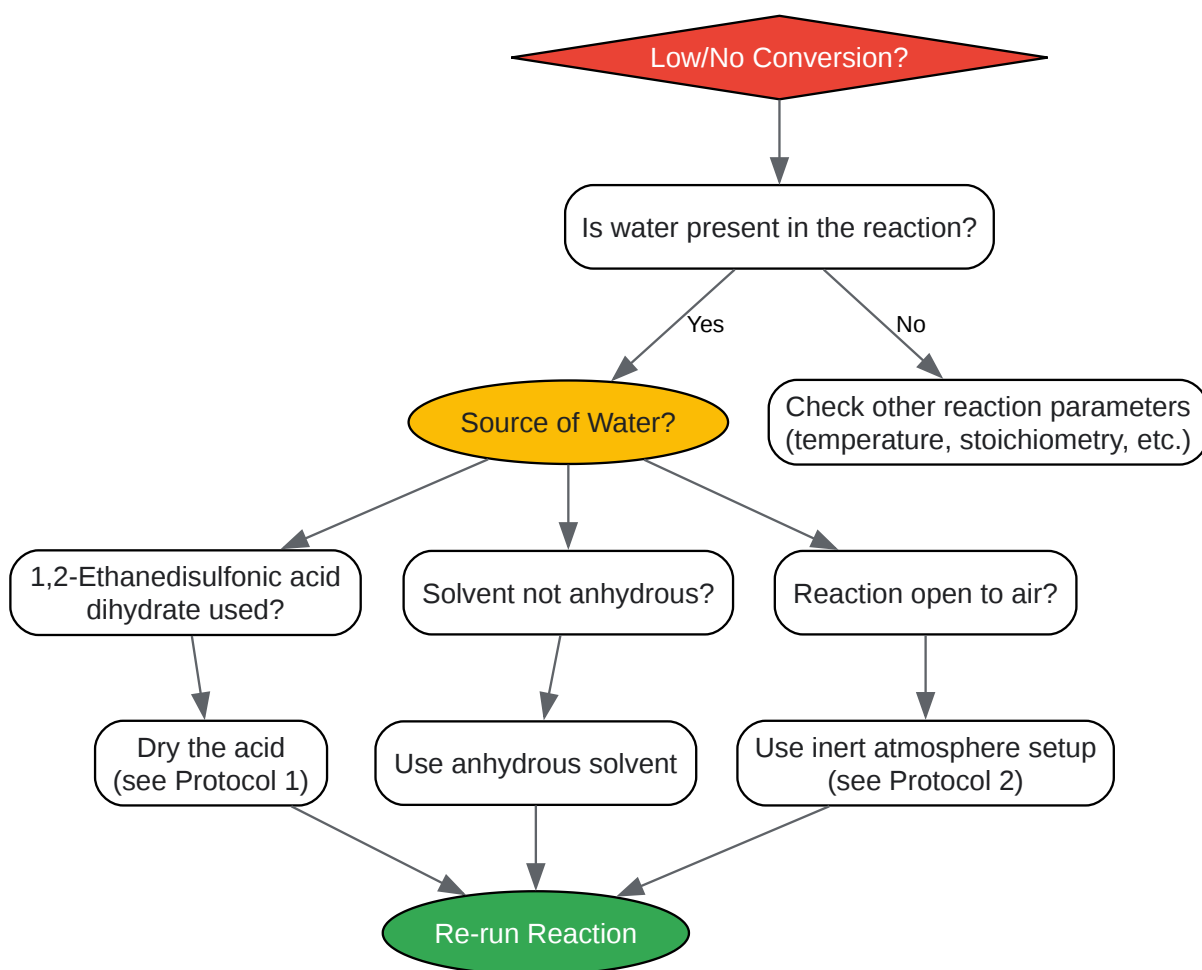 Low/No Conversion?
Is water present in the reaction?
Yes
No
Source of Water?
Check other reaction parameters
(temperature, stoichiometry, etc.)
1,2-Ethanedisulfonic acid
dihydrate used?
Solvent not anhydrous?
Reaction open to air?
Dry the acid
(see Protocol 1)
Use anhydrous solvent
Use inert atmosphere setup
(see Protocol 2)
Re-run Reaction